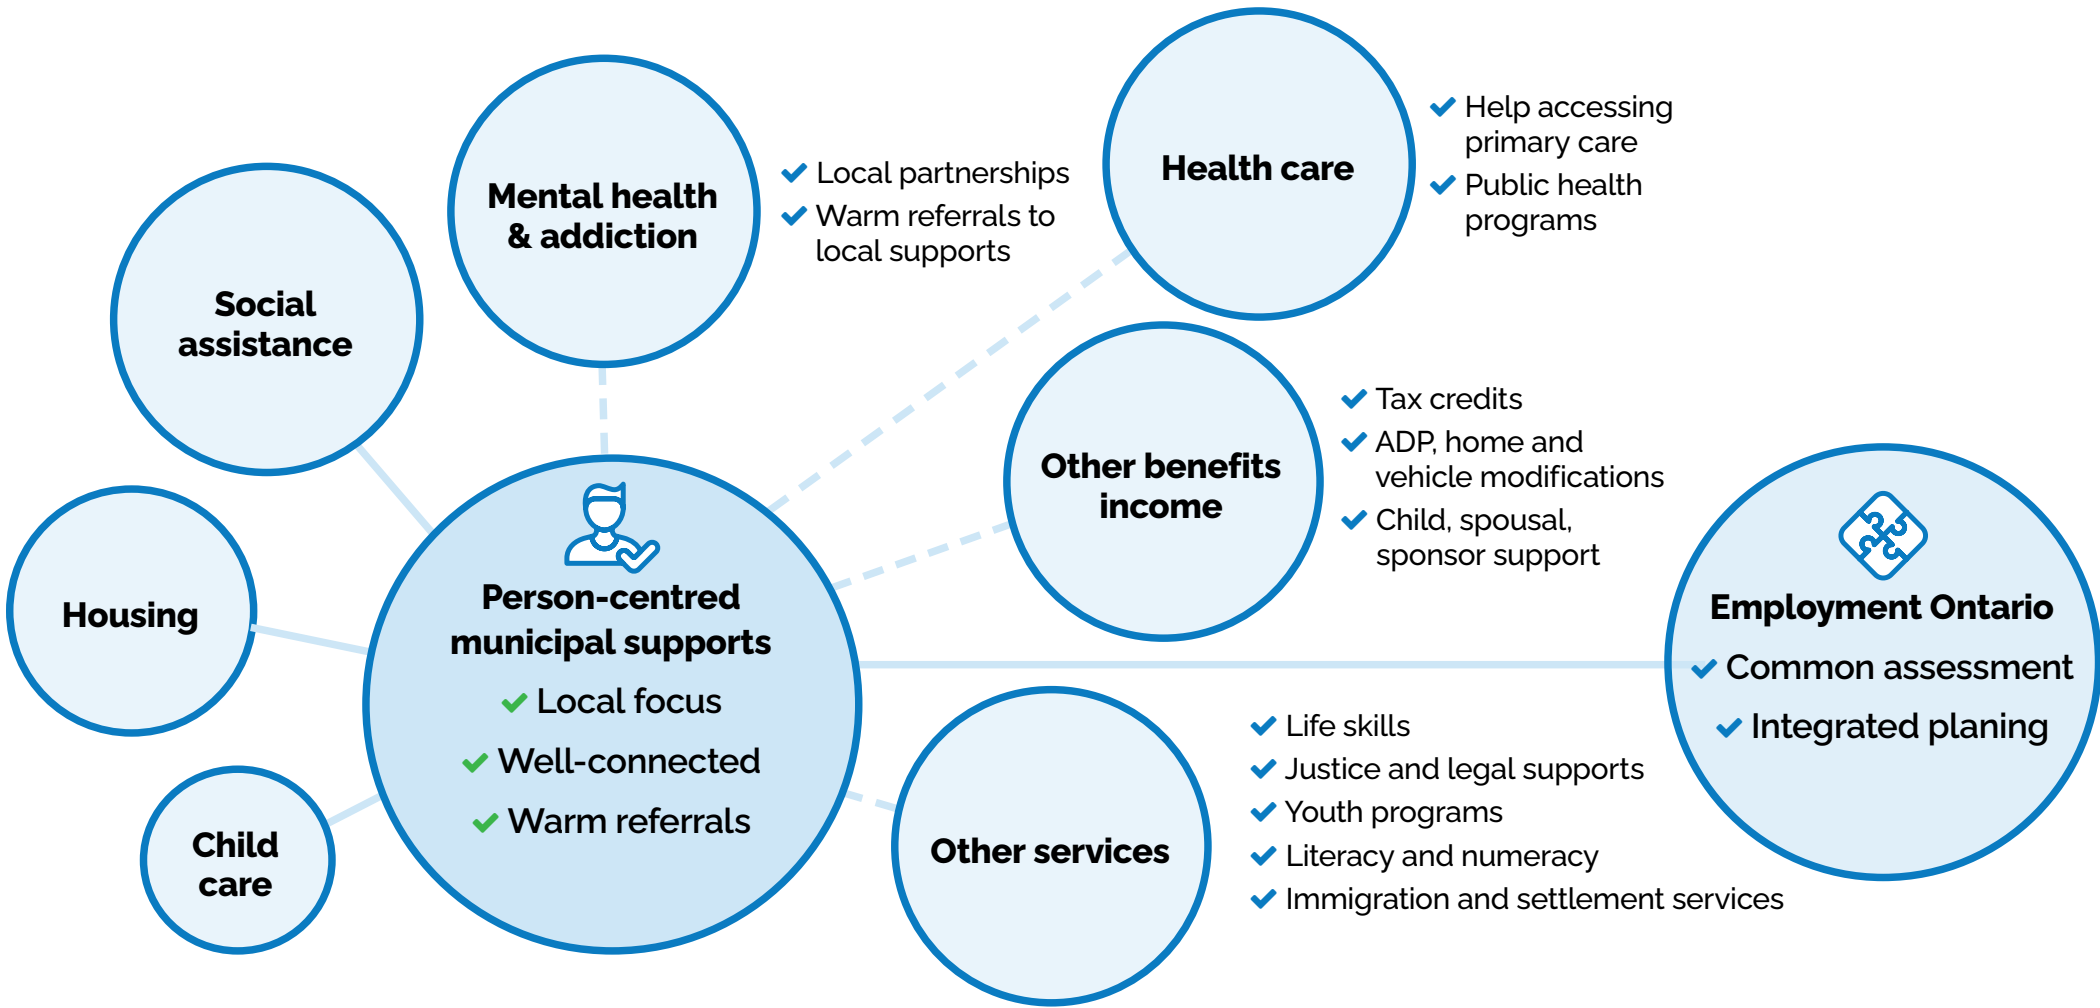 Mental health
& addiction
Local partnerships
Warm referrals to
local supports
Health care
Help accessing
primary care
Public health
programs
Social
assistance
Other benefits
income
Tax credits
ADP, home and
vehicle modifications
Child, spousal,
sponsor support
Housing
Person-centred
municipal supports
Local focus
Well-connected
Warm referrals
Employment Ontario
Common assessment
Integrated planing
Child
care
Other services
Life skills
Justice and legal supports
Youth programs
Literacy and numeracy
Immigration and settlement services